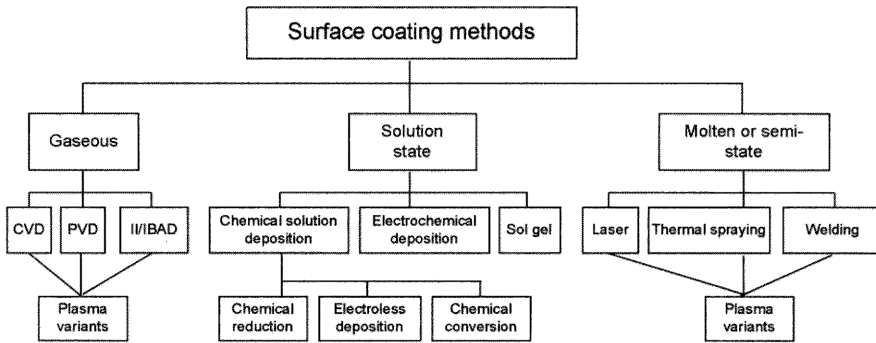 Surface coating methods
Gaseous
Solution
state
Molten or semi-
state
CVD
PVD
II/IBAD
Chemical solution
deposition
Electrochemical
deposition
Sol gel
Laser
Thermal spraying
Welding
Plasma
variants
Chemical
reduction
Electroless
deposition
Chemical
conversion
Plasma
variants